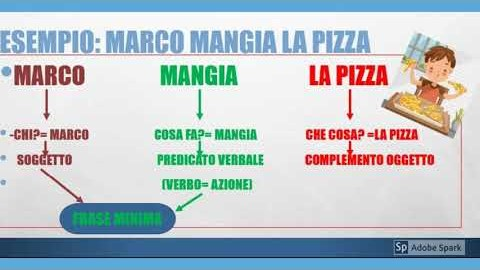 ESEMPIO: MARCO MANGIA LA PIZZA
MARCO MANGIA LA PIZZA
-CHI?= MARCO COSA FA?= MANGIA CHE COSA? =LA PIZZA
SOGGETTO PREDICATO VERBALE COMPLEMENTO OGGETTO
(VERBO= AZIONE)
FRASE MINIMA
Sp Adobe Spark